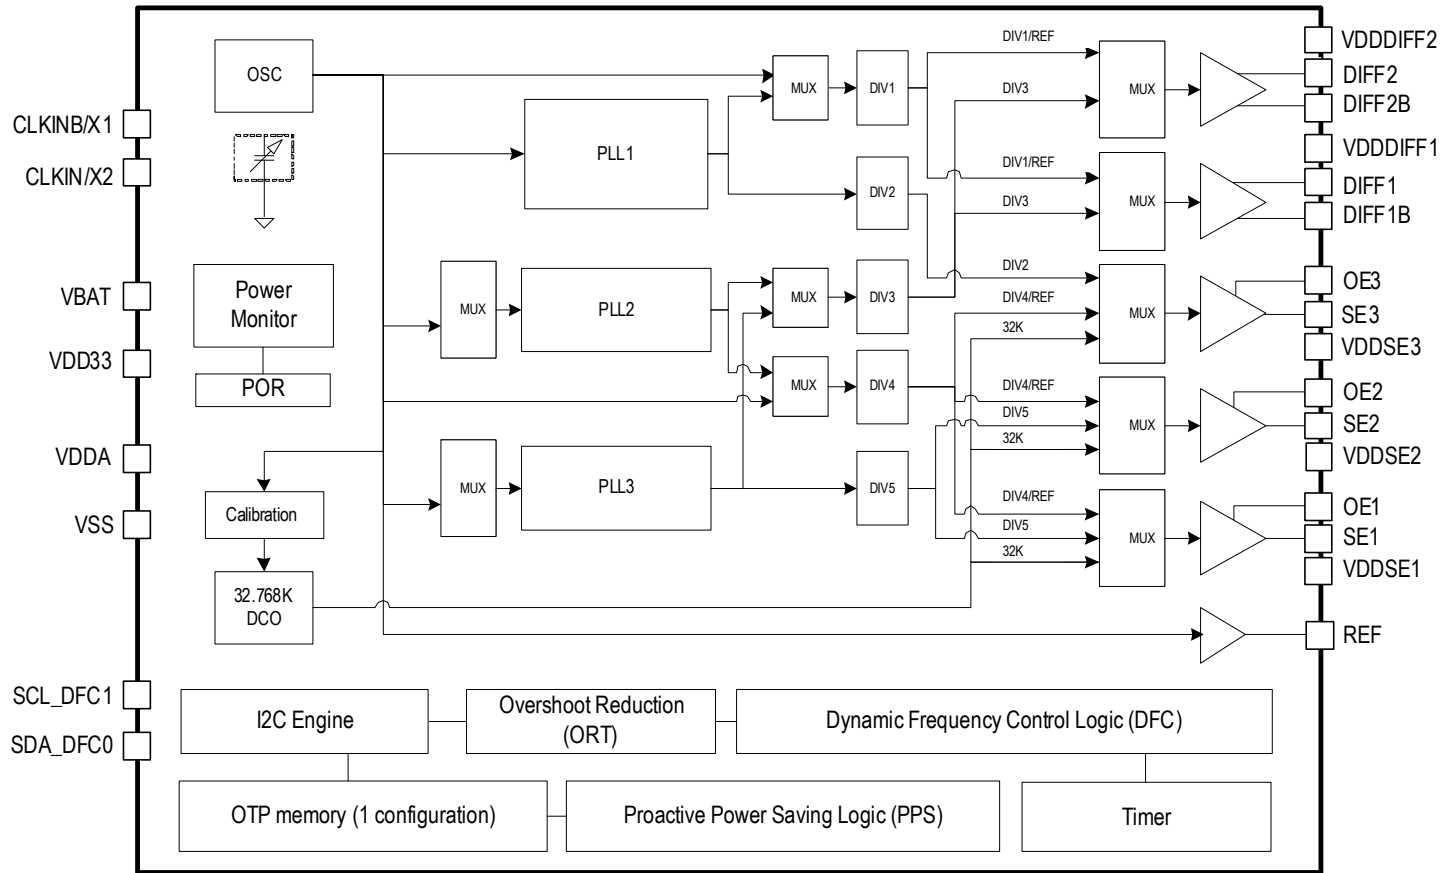 VDDDIFF2
DIV1/REF
OSC
MUX
DIV1
MUX
DIFF2
DIV3
DIFF2B
CLKINB/X1
PLL1
VDDDIFF1
CLKIN/X2
DIV1/REF
DIV2
DIV3
MUX
DIFF1
DIFF1B
VBAT
Power
Monitor
MUX
PLL2
MUX
DIV3
DIV2
DIV4/REF
32K
MUX
OE3
SE3
VDDSE3
VDD33
POR
MUX
DIV4
DIV4/REF
DIV5
32K
MUX
OE2
SE2
VDDSE2
VDDA
VSS
Calibration
MUX
PLL3
DIV5
DIV4/REF
DIV5
32K
MUX
OE1
SE1
VDDSE1
32.768K
DCO
REF
SCL_DFC1
SDA_DFC0
I2C Engine
Overshoot Reduction
(ORT)
Dynamic Frequency Control Logic (DFC)
OTP memory (1 configuration)
Proactive Power Saving Logic (PPS)
Timer